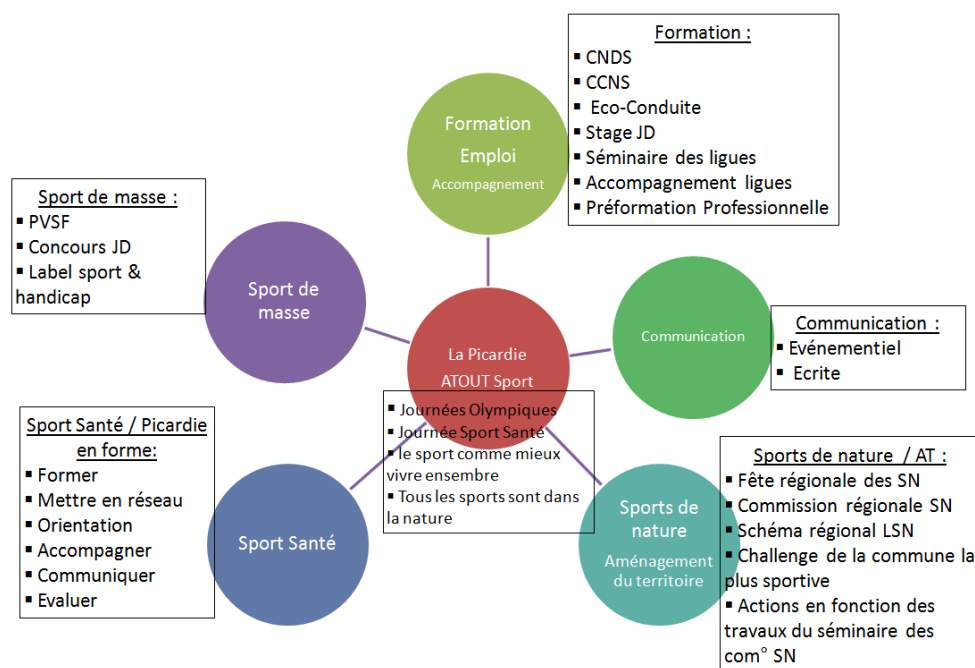 Formation :
▪ CNDS
▪ CCNS
▪ Eco-Conduite
▪ Stage JD
▪ Séminaire des ligues
▪ Accompagnement ligues
▪ Préformation Professionnelle
Formation
Emploi
Accompagnement
Sport de masse :
▪ PVSF
▪ Concours JD
▪ Label sport &
handicap
Sport de
masse
La Picardie
ATOUT Sport
▪ Journées Olympiques
▪ Journée Sport Santé
▪ le sport comme mieux
vivre ensembre
▪ Tous les sports sont dans
la nature
Communication
Communication :
▪ Evénementiel
▪ Ecrite
Sport Santé / Picardie
en forme:
▪ Former
▪ Mettre en réseau
▪ Orientation
▪ Accompagner
▪ Communiquer
▪ Evaluer
Sport Santé
Sports de
nature
Aménagement
du territoire
Sports de nature / AT :
▪ Fête régionale des SN
▪ Commission régionale SN
▪ Schéma régional LSN
▪ Challenge de la commune la
plus sportive
▪ Actions en fonction des
travaux du séminaire des
com° SN